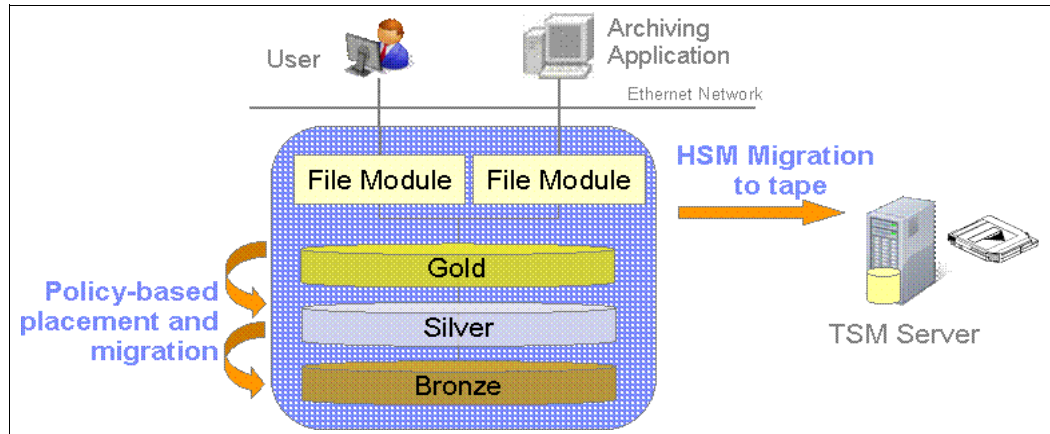 User
Archiving
Application
Ethernet Network
File Module
File Module
HSM Migration
to tape
Gold
Policy-based
placement and
migration
Silver
TSM Server
Bronze